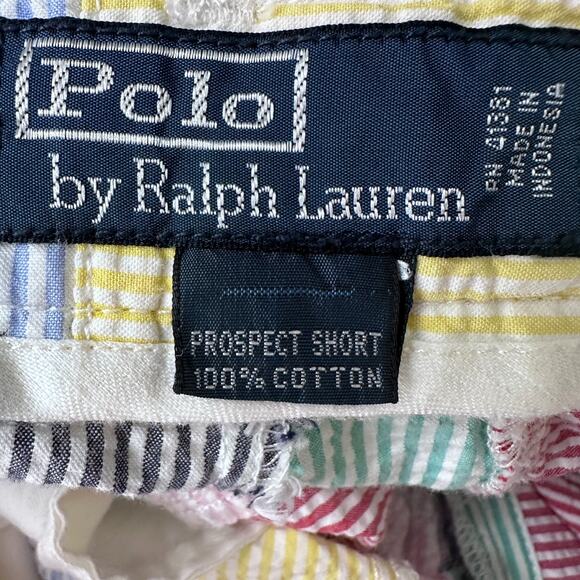 Polo
by Ralph Lauren
RN 41381
MADE IN
INDONESIA
PROSPECT SHORT
100% COTTON